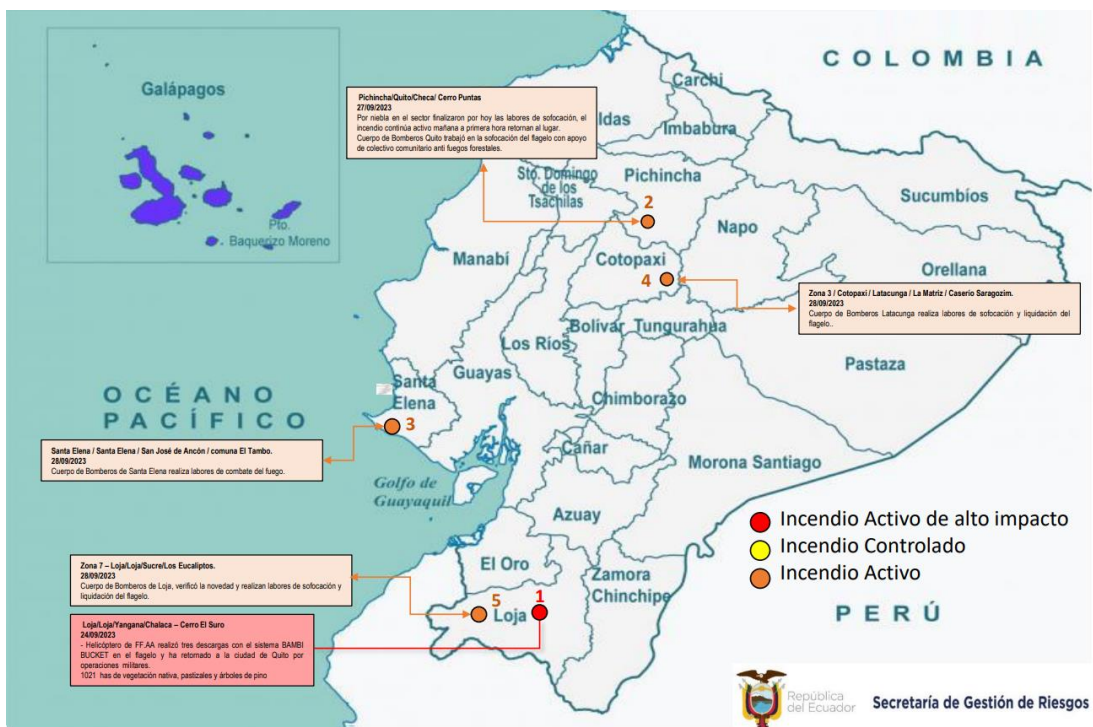 COLOMBIA
Galápagos
Pto.
Baquerizo Moreno
Pichincha/Quito/Checa/ Cerro Puntas
27/09/2023
Por niebla en el sector finalizaron por hoy las labores de sofocación, el
incendio continúa activo mañana a primera hora retornan al lugar.
Cuerpo de Bomberos Quito trabajó en la sofocación del flagelo con apoyo
de colectivo comunitario anti fuegos forestales.
Carchi
ldas
Imbabura
Sto. Domingo
de los
Tsáchilas
Pichincha
Sucumbíos
2
Napo
Manabí
Cotopaxi
4
Orellana
Zona 3 / Cotopaxi / Latacunga / La Matriz / Caserio Saragozim.
28/09/2023
Cuerpo de Bomberos Latacunga realiza labores de sofocación y liquidación del
flagelo..
Bolívar
Tungurahua
Los Ríos
Pastaza
Guayas
Santa
Elena
OCÉANO
PACÍFICO
Chimborazo
3
Santa Elena / Santa Elena / San José de Ancón / comuna El Tambo.
28/09/2023
Cuerpo de Bomberos de Santa Elena realiza labores de combate del fuego.
Cañar
Morona Santiago
Golfo de
Guayaquil
Azuay
Incendio Activo de alto impacto
Incendio Controlado
Incendio Activo
El Oro
Zamora
Chinchipe
PERÚ
Zona 7 – Loja/Loja/Sucre/Los Eucaliptos.
28/09/2023
Cuerpo de Bomberos de Loja, verificó la novedad y realizan labores de sofocación y
liquidación del flagelo.
5
Loja
1
Loja/Loja/Yangana/Chalaca – Cerro El Suro
24/09/2023
- Helicóptero de FF.AA realizó tres descargas con el sistema BAMBI
BUCKET en el flagelo y ha retornado a la ciudad de Quito por
operaciones militares.
1021 has de vegetación nativa, pastizales y árboles de pino
República
del Ecuador
Secretaría de Gestión de Riesgos